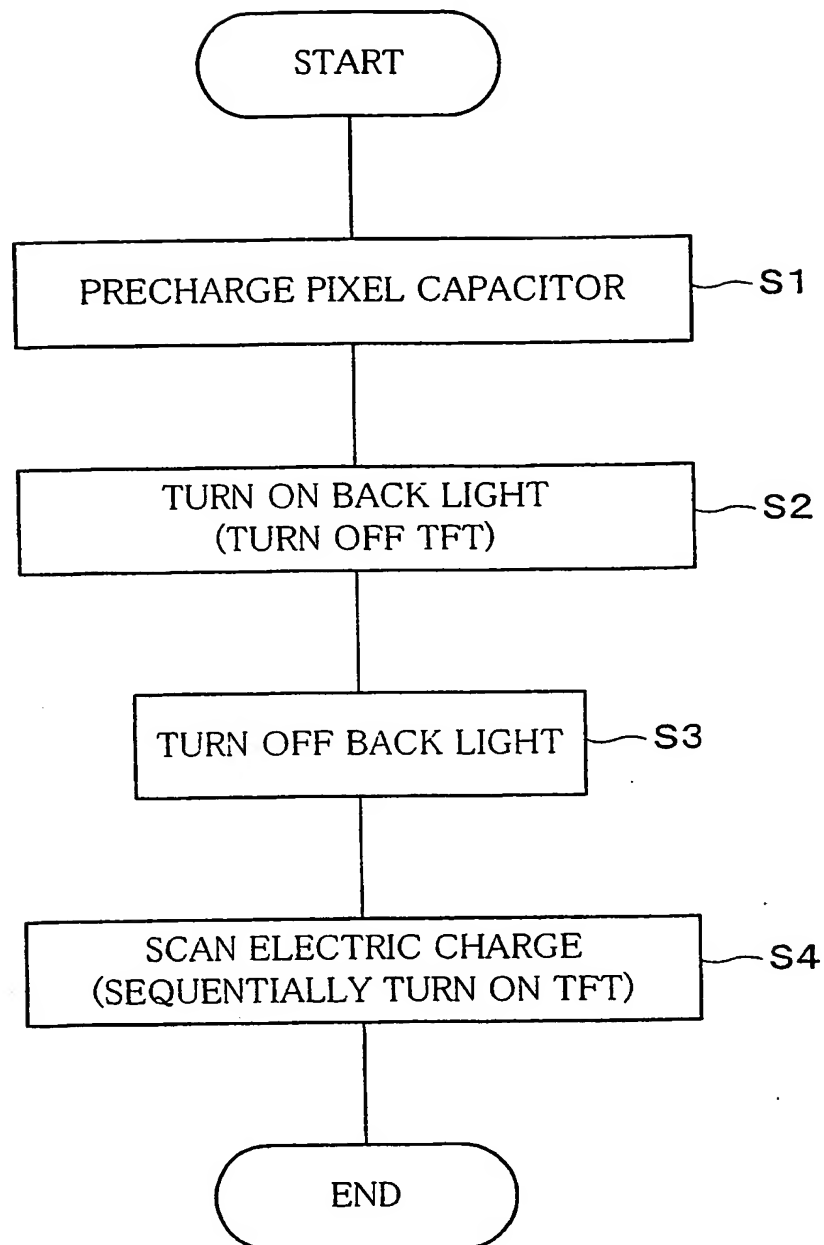 START
PRECHARGE PIXEL CAPACITOR
S1
TURN ON BACK LIGHT
(TURN OFF TFT)
S2
TURN OFF BACK LIGHT
S3
SCAN ELECTRIC CHARGE
(SEQUENTIALLY TURN ON TFT)
S4
END